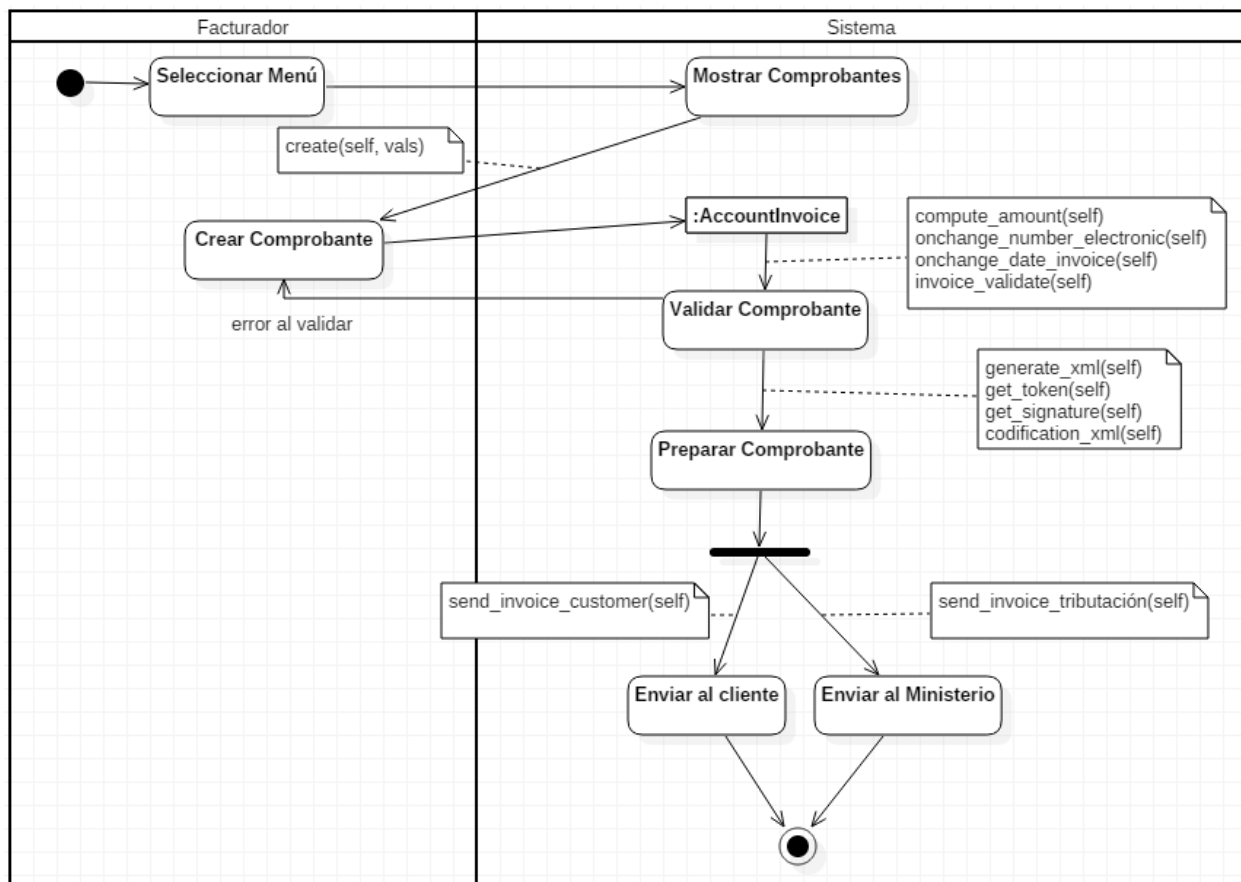 Facturador
Sistema
Seleccionar Menú
Mostrar Comprobantes
create(self, vals)
Crear Comprobante
:AccountInvoice
compute_amount(self)
onchange_number_electronic(self)
onchange_date_invoice(self)
invoice_validate(self)
error al validar
Validar Comprobante
generate_xml(self)
get_token(self)
get_signature(self)
codification_xml(self)
Preparar Comprobante
send_invoice_customer(self)
send_invoice_tributación(self)
Enviar al cliente
Enviar al Ministerio